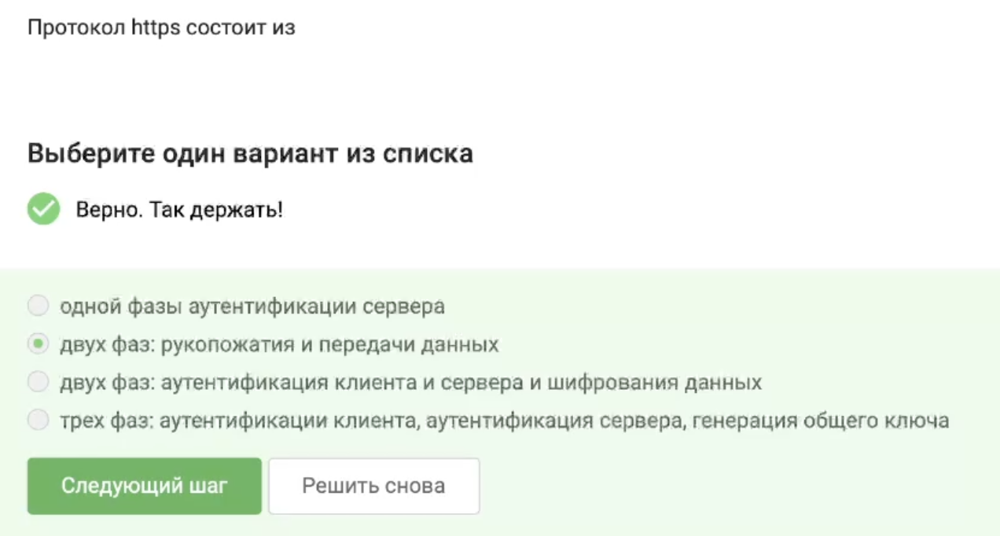 Протокол https состоит из
Выберите один вариант из списка
Верно. Так держать!
одной фазы аутентификации сервера
двух фаз: рукопожатия и передачи данных
двух фаз: аутентификация клиента и сервера и шифрования данных
трех фаз: аутентификации клиента, аутентификация сервера, генерация общего ключа
Следующий шаг
Решить снова